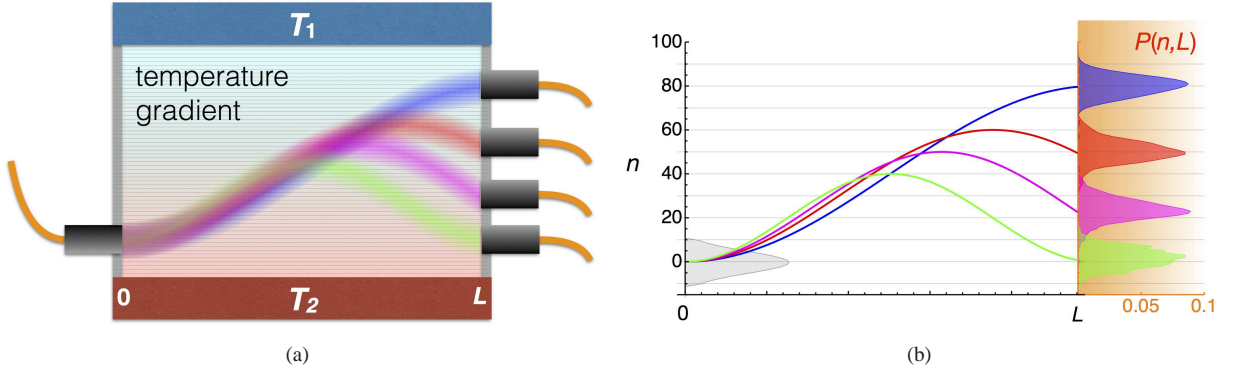 T1
temperature
gradient
0
L
T2
(a)
100
80
60
40
20
0
n
0
L
P(n,L)
0.05
0.1
(b)